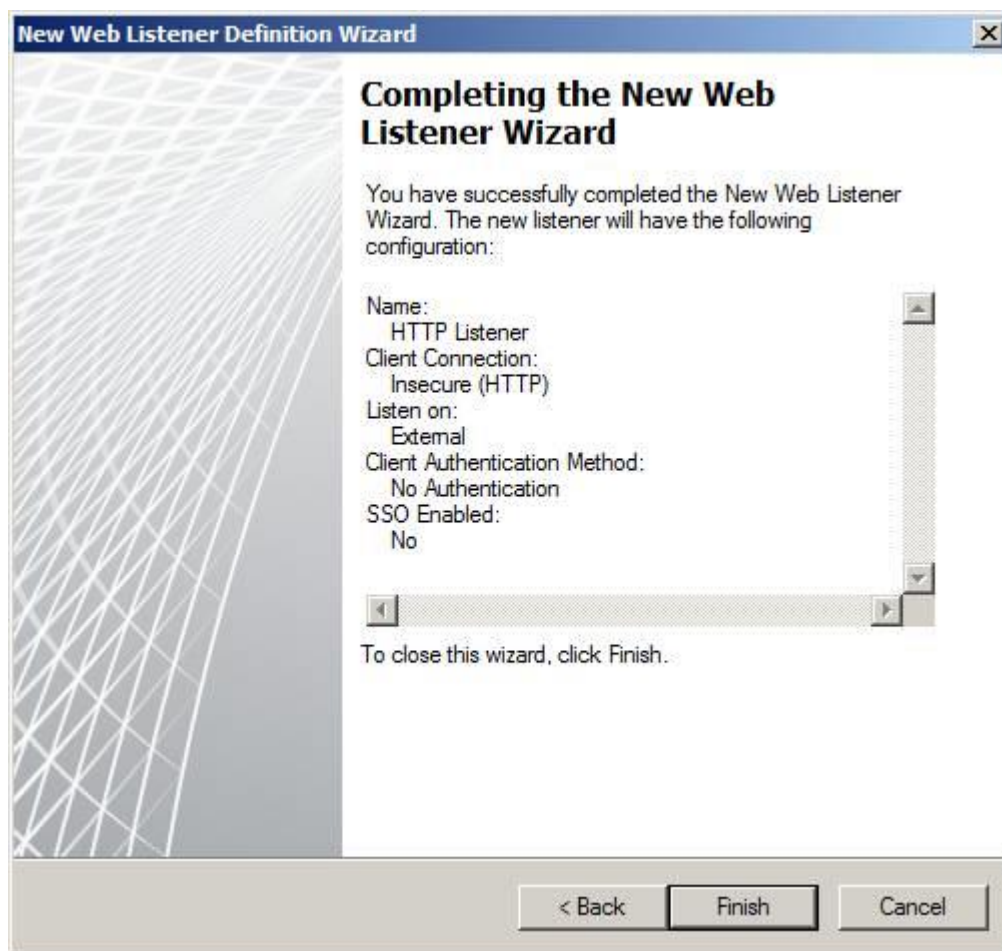 New Web Listener Definition Wizard
Completing the New Web
Listener Wizard
You have successfully completed the New Web Listener
Wizard. The new listener will have the following
configuration:
Name:
HTTP Listener
Client Connection:
Insecure (HTTP)
Listen on:
External
Client Authentication Method:
No Authentication
SSO Enabled:
No
To close this wizard, click Finish.
< Back
Finish
Cancel